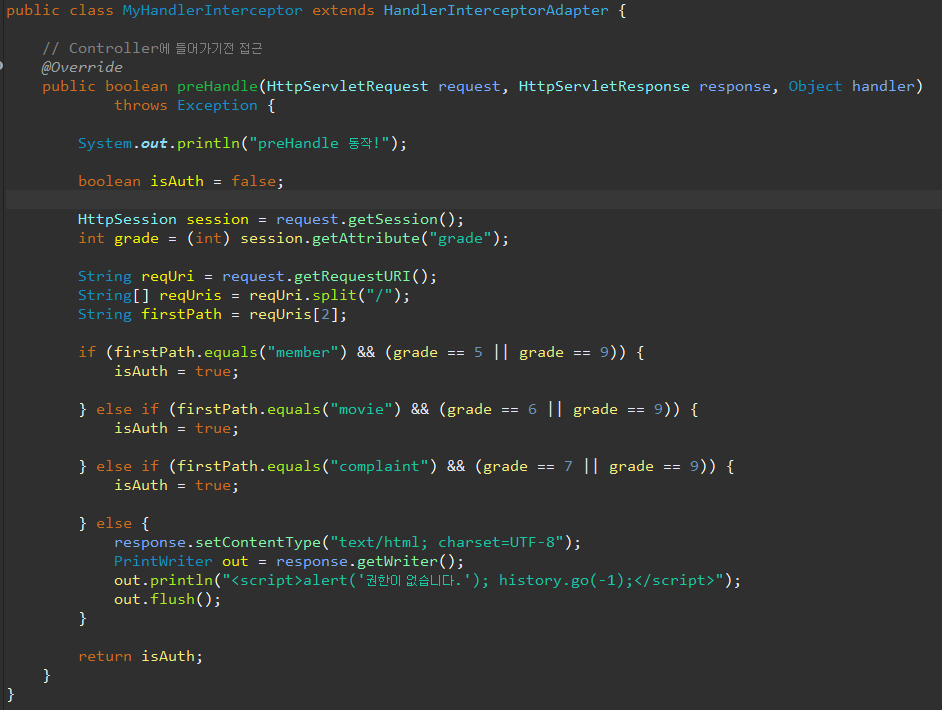 public class MyHandlerInterceptor extends HandlerInterceptorAdapter {
// Controller에 들어가기전 접근
@Override
public boolean preHandle(HttpServletRequest request, HttpServletResponse response, Object handler)
throws Exception {
System.out.println("preHandle 동작!");
boolean isAuth = false;
HttpSession session = request.getSession();
int grade = (int) session.getAttribute("grade");
String reqUri = request.getRequestURI();
String[] reqUris = reqUri.split("/");
String firstPath = reqUris[2];
if (firstPath.equals("member") && (grade == 5 || grade == 9)) {
isAuth = true;
} else if (firstPath.equals("movie") && (grade == 6 || grade == 9)) {
isAuth = true;
} else if (firstPath.equals("complaint") && (grade == 7 || grade == 9)) {
isAuth = true;
} else {
response.setContentType("text/html; charset=UTF-8");
PrintWriter out = response.getWriter();
out.println("<script>alert('권한이 없습니다.'); history.go(-1);</script>");
out.flush();
}
return isAuth;
}
}